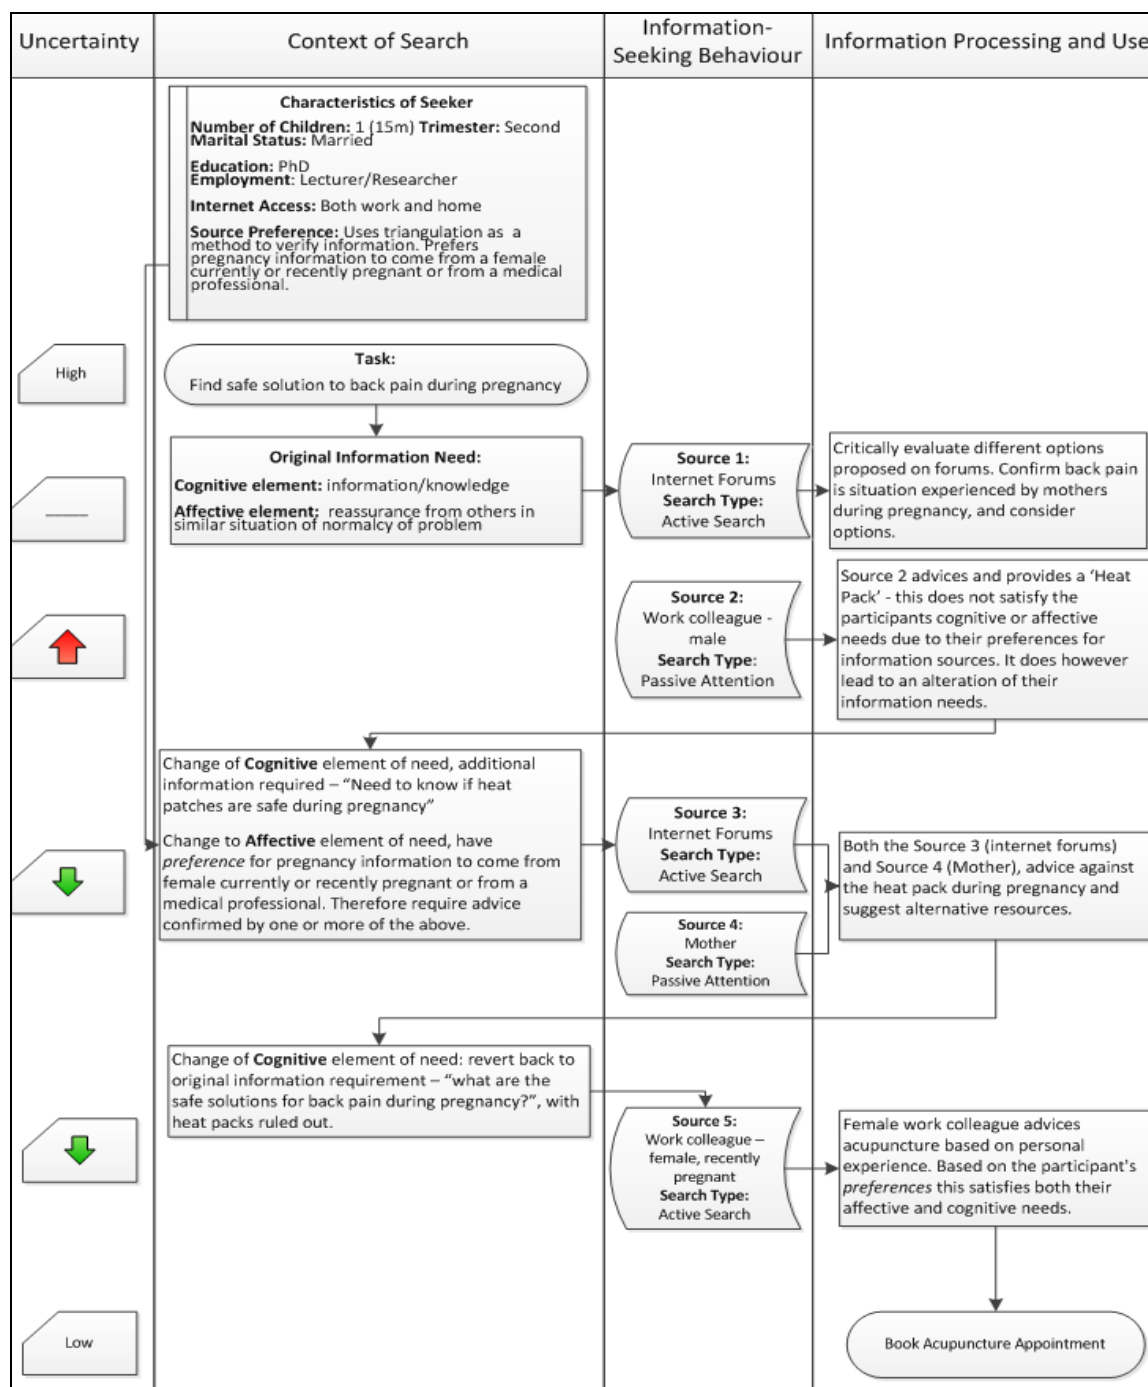 Uncertainty
Context of Search
Information-
Seeking Behaviour
Information Processing and Use
Characteristics of Seeker
Number of Children: 1 (15m) Trimester: Second
Marital Status: Married
Education: PhD
Employment: Lecturer/Researcher
Internet Access: Both work and home
Source Preference: Uses triangulation as a
method to verify information. Prefers
pregnancy information to come from a female
currently or recently pregnant or from a medical
professional.
High
Task:
Find safe solution to back pain during pregnancy
Original Information Need:
Cognitive element: information/knowledge
Affective element: reassurance from others in
similar situation of normalcy of problem
Source 1:
Internet Forums
Search Type:
Active Search
Critically evaluate different options
proposed on forums. Confirm back pain
is situation experienced by mothers
during pregnancy, and consider
options.
Source 2:
Work colleague -
male
Search Type:
Passive Attention
Source 2 advices and provides a ‘Heat
Pack’ - this does not satisfy the
participants cognitive or affective
needs due to their preferences for
information sources. It does however
lead to an alteration of their
information needs.
Change of Cognitive element of need, additional
information required – “Need to know if heat
patches are safe during pregnancy”
Change to Affective element of need, have
preference for pregnancy information to come from
female currently or recently pregnant or from a
medical professional. Therefore require advice
confirmed by one or more of the above.
Source 3:
Internet Forums
Search Type:
Active Search
Source 4:
Mother
Search Type:
Passive Attention
Both the Source 3 (internet forums)
and Source 4 (Mother), advice against
the heat pack during pregnancy and
suggest alternative resources.
Change of Cognitive element of need: revert back to
original information requirement – “what are the
safe solutions for back pain during pregnancy?”, with
heat packs ruled out.
Source 5:
Work colleague –
female, recently
pregnant
Search Type:
Active Search
Female work colleague advices
acupuncture based on personal
experience. Based on the participant's
preferences this satisfies both their
affective and cognitive needs.
Low
Book Acupuncture Appointment